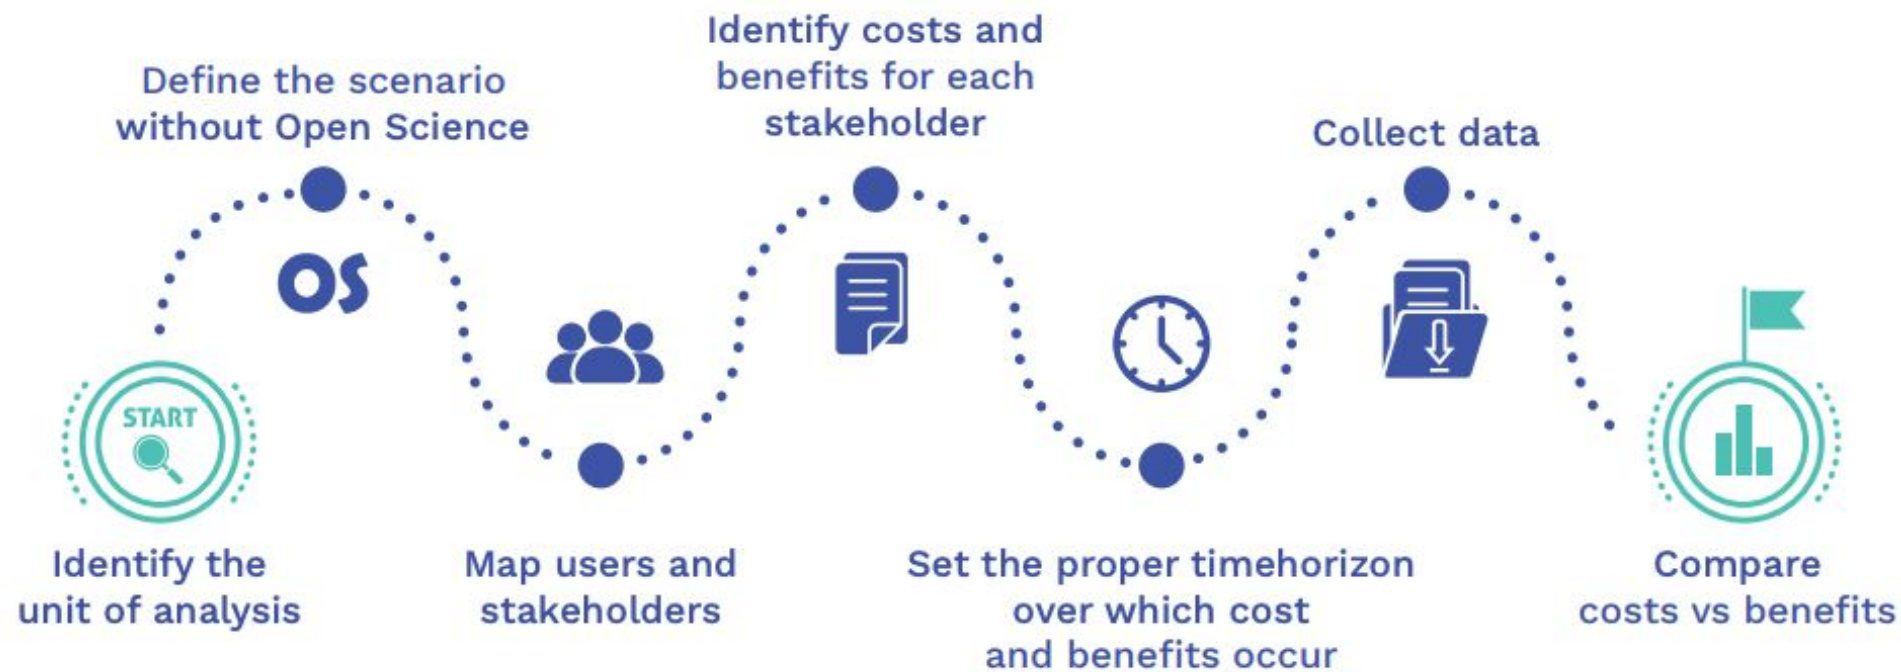 Identify the
unit of analysis
START
Define the scenario
without Open Science
OS
Map users and
stakeholders
Identify costs and
benefits for each
stakeholder
Set the proper timehorizon
over which cost
and benefits occur
Collect data
Compare
costs vs benefits